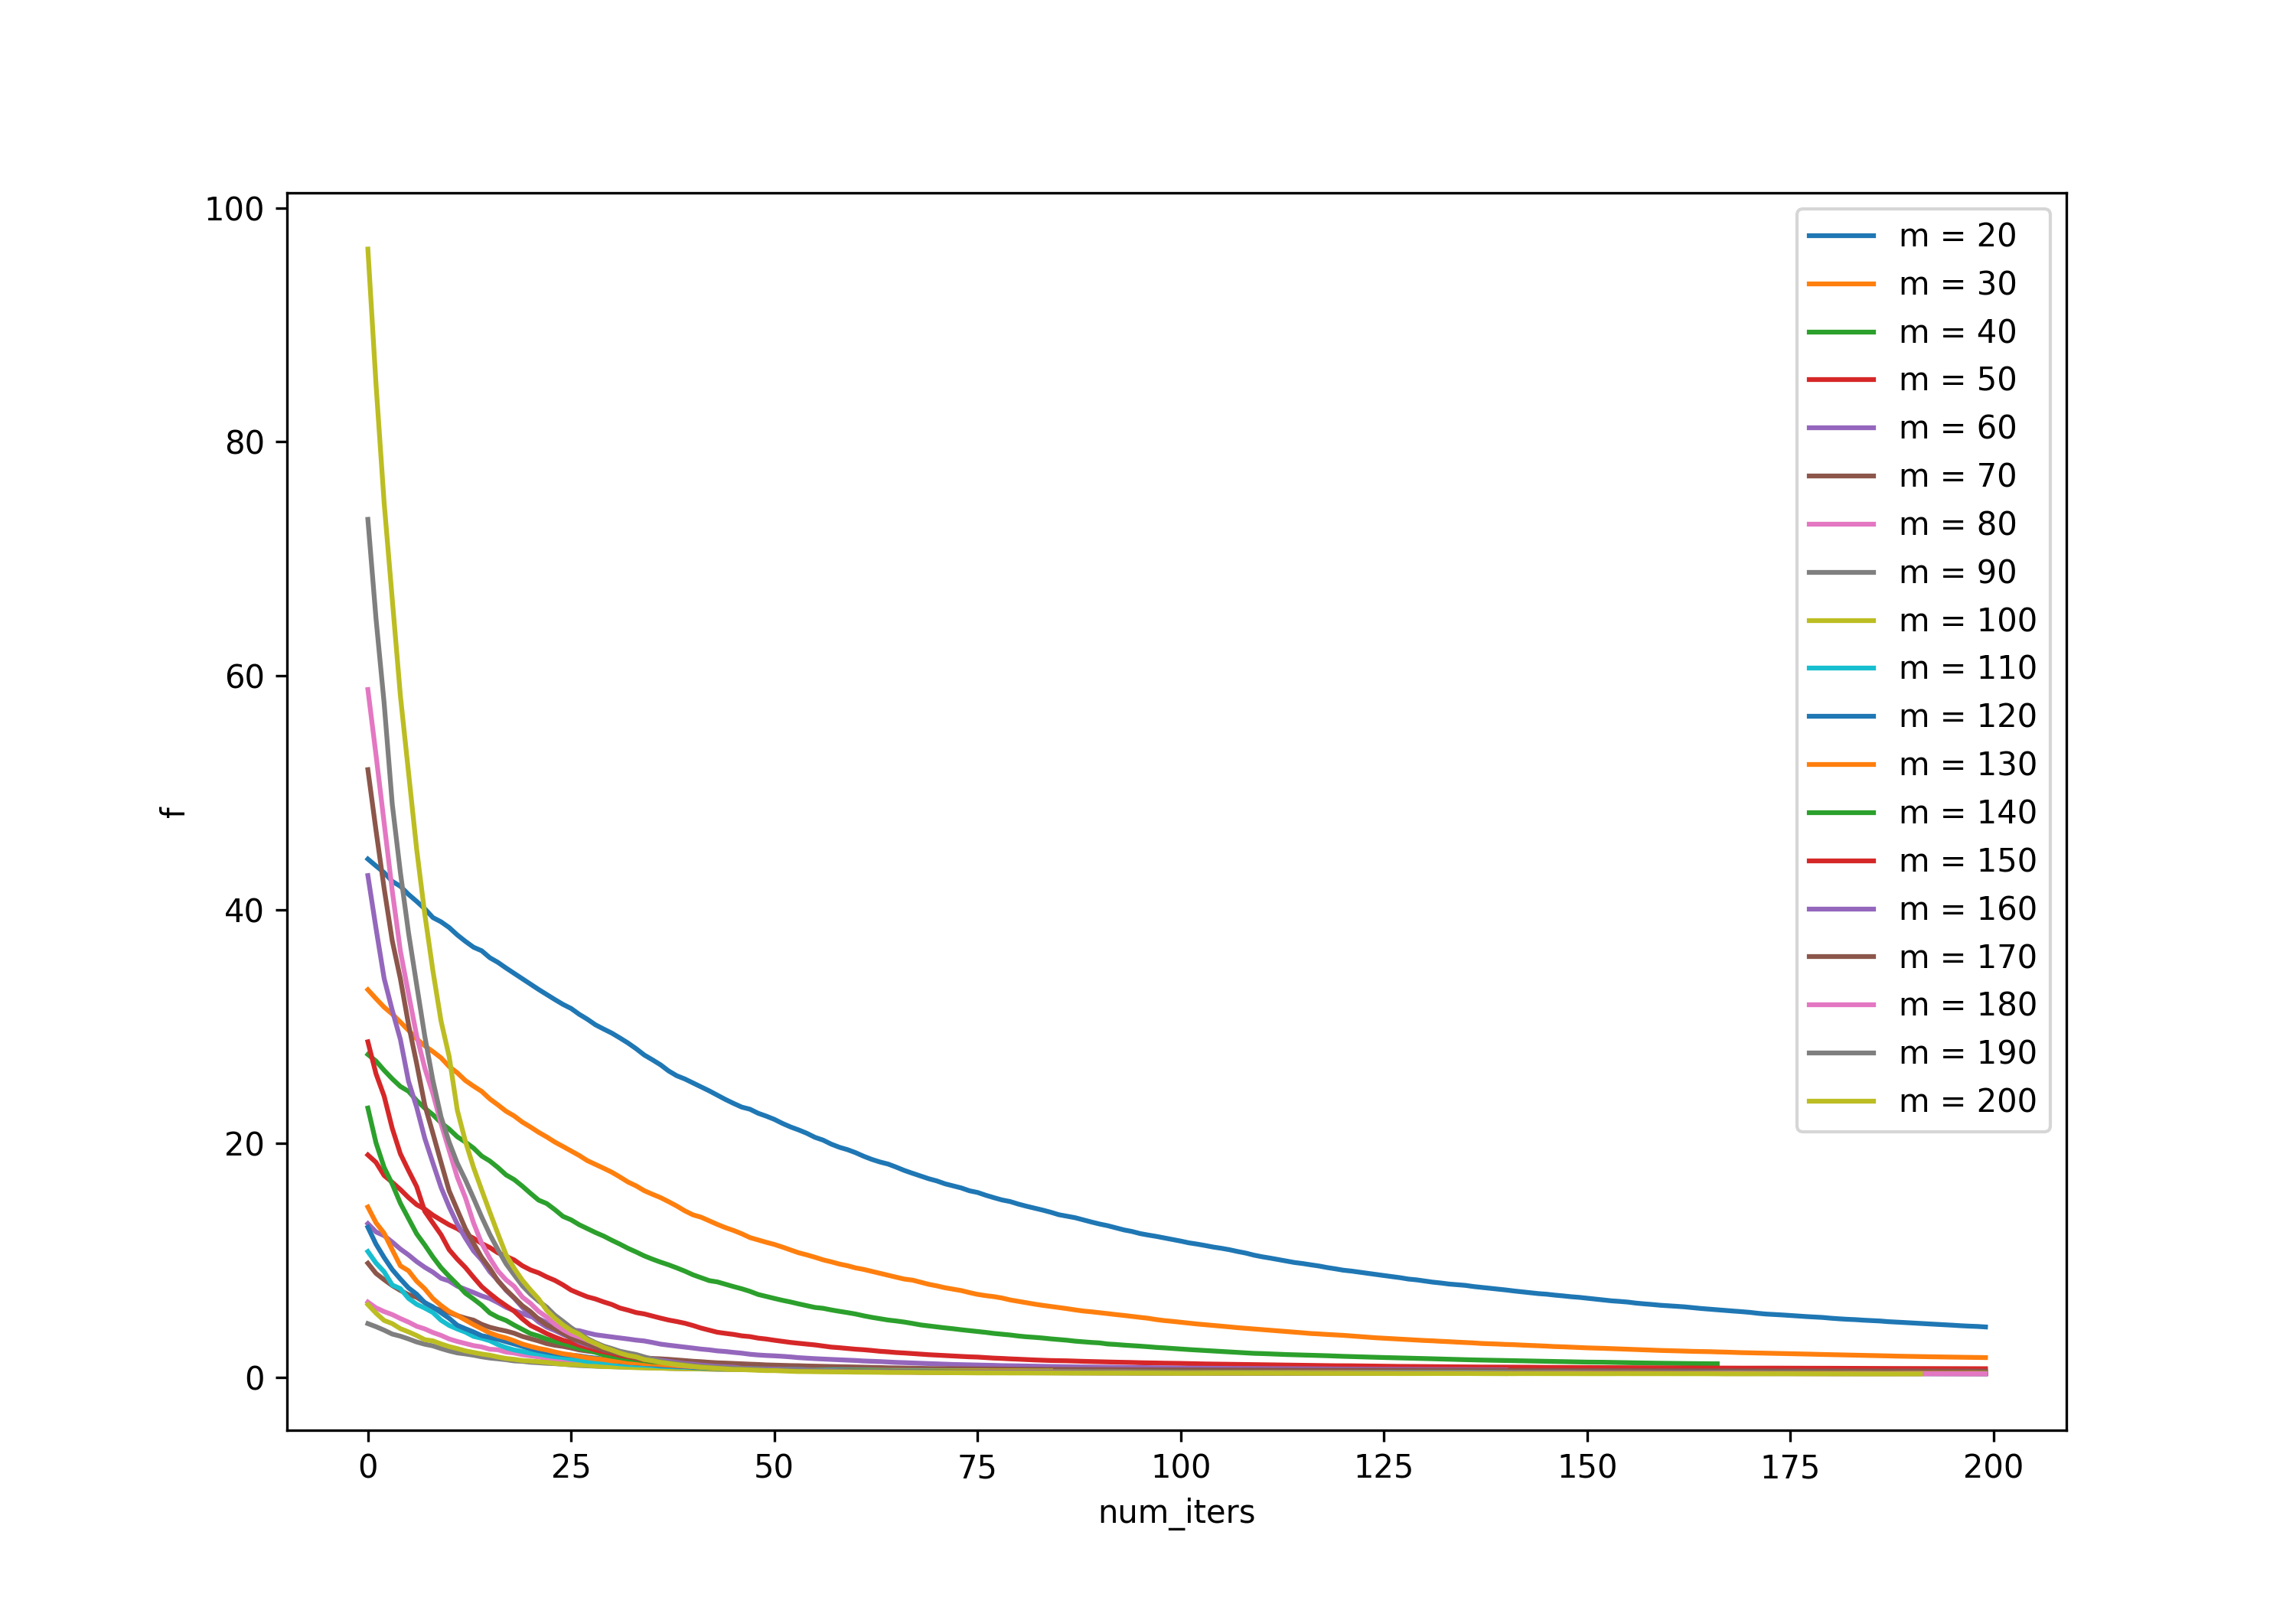 100
80
60
40
20
0
f
0 25 50 75 100 125 150 175 200
num_iters
m = 20
m = 30
m = 40
m = 50
m = 60
m = 70
m = 80
m = 90
m = 100
m = 110
m = 120
m = 130
m = 140
m = 150
m = 160
m = 170
m = 180
m = 190
m = 200